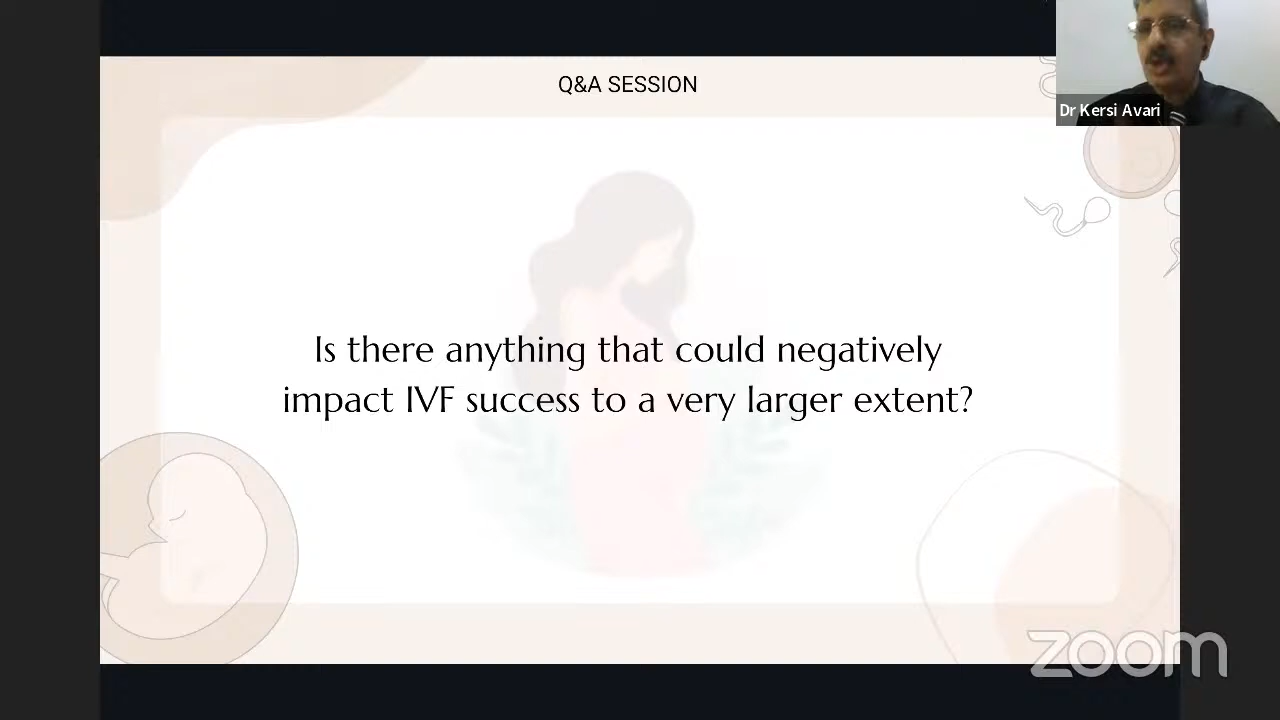 Q&A SESSION
Dr Kersi Avari
Is there anything that could negatively
impact IVF success to a very larger extent?
zoom